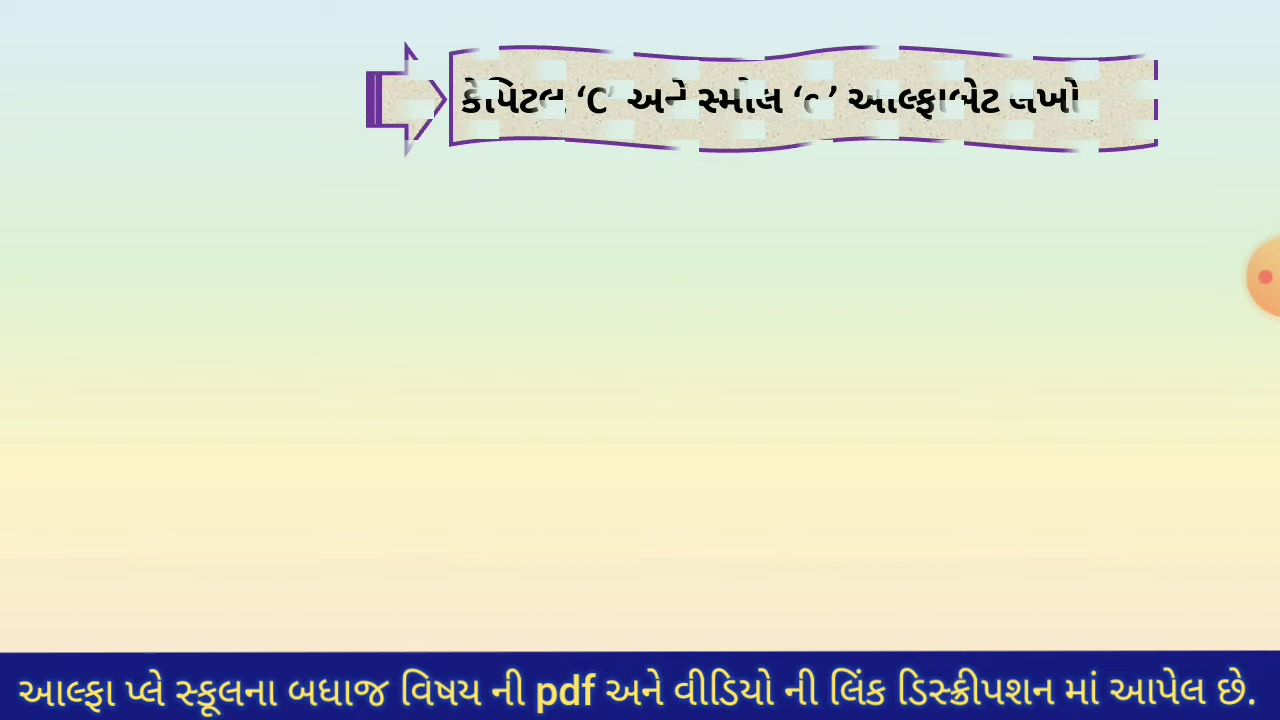 કેપિટલ ‘C’ અને સ્મોલ ‘c’ આલ્ફાબેટ લખો
આલ્ફા પ્લે સ્કૂલના બધાજ વિષય ની pdf અને વીડિયો ની લિંક ડિસ્ક્રીપશન માં આપેલ છે.